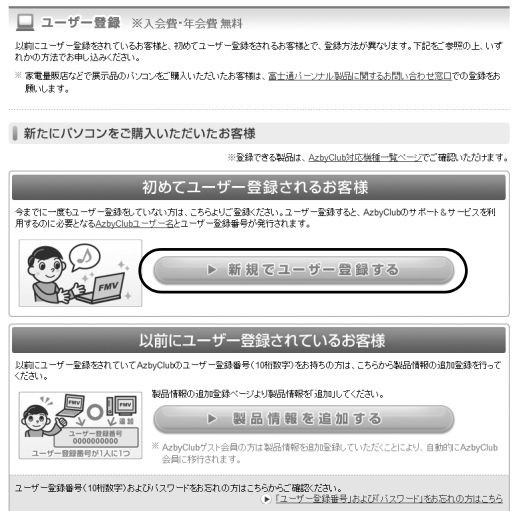 ユーザー登録 ※入会費・年会費 無料
以前にユーザー登録をされているお客様と、初めてユーザー登録をされるお客様とで、登録方法が異なります。下記をご参照の上、いず
れかの方法でお申し込みください。
※ 家電量販店などで展示品のパソコンをご購入いただいたお客様は、富士通パーソナル製品に関するお問い合わせ窓口での登録をお
願いします。
新たにパソコンをご購入いただいたお客様
※登録できる製品は、AzbyClub対応機種一覧ページでご確認いただけます。
初めてユーザー登録されるお客様
今までに一度もユーザー登録をしていない方は、こちらよりご登録ください。ユーザー登録すると、AzbyClubのサポート&サービスを利
用するのに必要となるAzbyClubユーザー名とユーザー登録番号が発行されます。
FMV
新規でユーザー登録する
以前にユーザー登録されているお客様
以前にユーザー登録をされていてAzbyClubのユーザー登録番号(10桁数字)をお持ちの方は、こちらから製品情報の追加登録を行って
ください。
製品情報の追加登録ページより製品情報を「追加」してください。
FMV
FMV
追加
ユーザー登録番号
0000000000
ユーザー登録番号が1人に1つ
製品情報を追加する
※ AzbyClubゲスト会員の方は製品情報を追加登録していただくことにより、自動的にAzbyClub
会員に移行されます。
ユーザー登録番号(10桁数字)およびパスワードをお忘れの方はこちらからご確認ください。
「ユーザー登録番号」および「パスワード」をお忘れの方はこちら